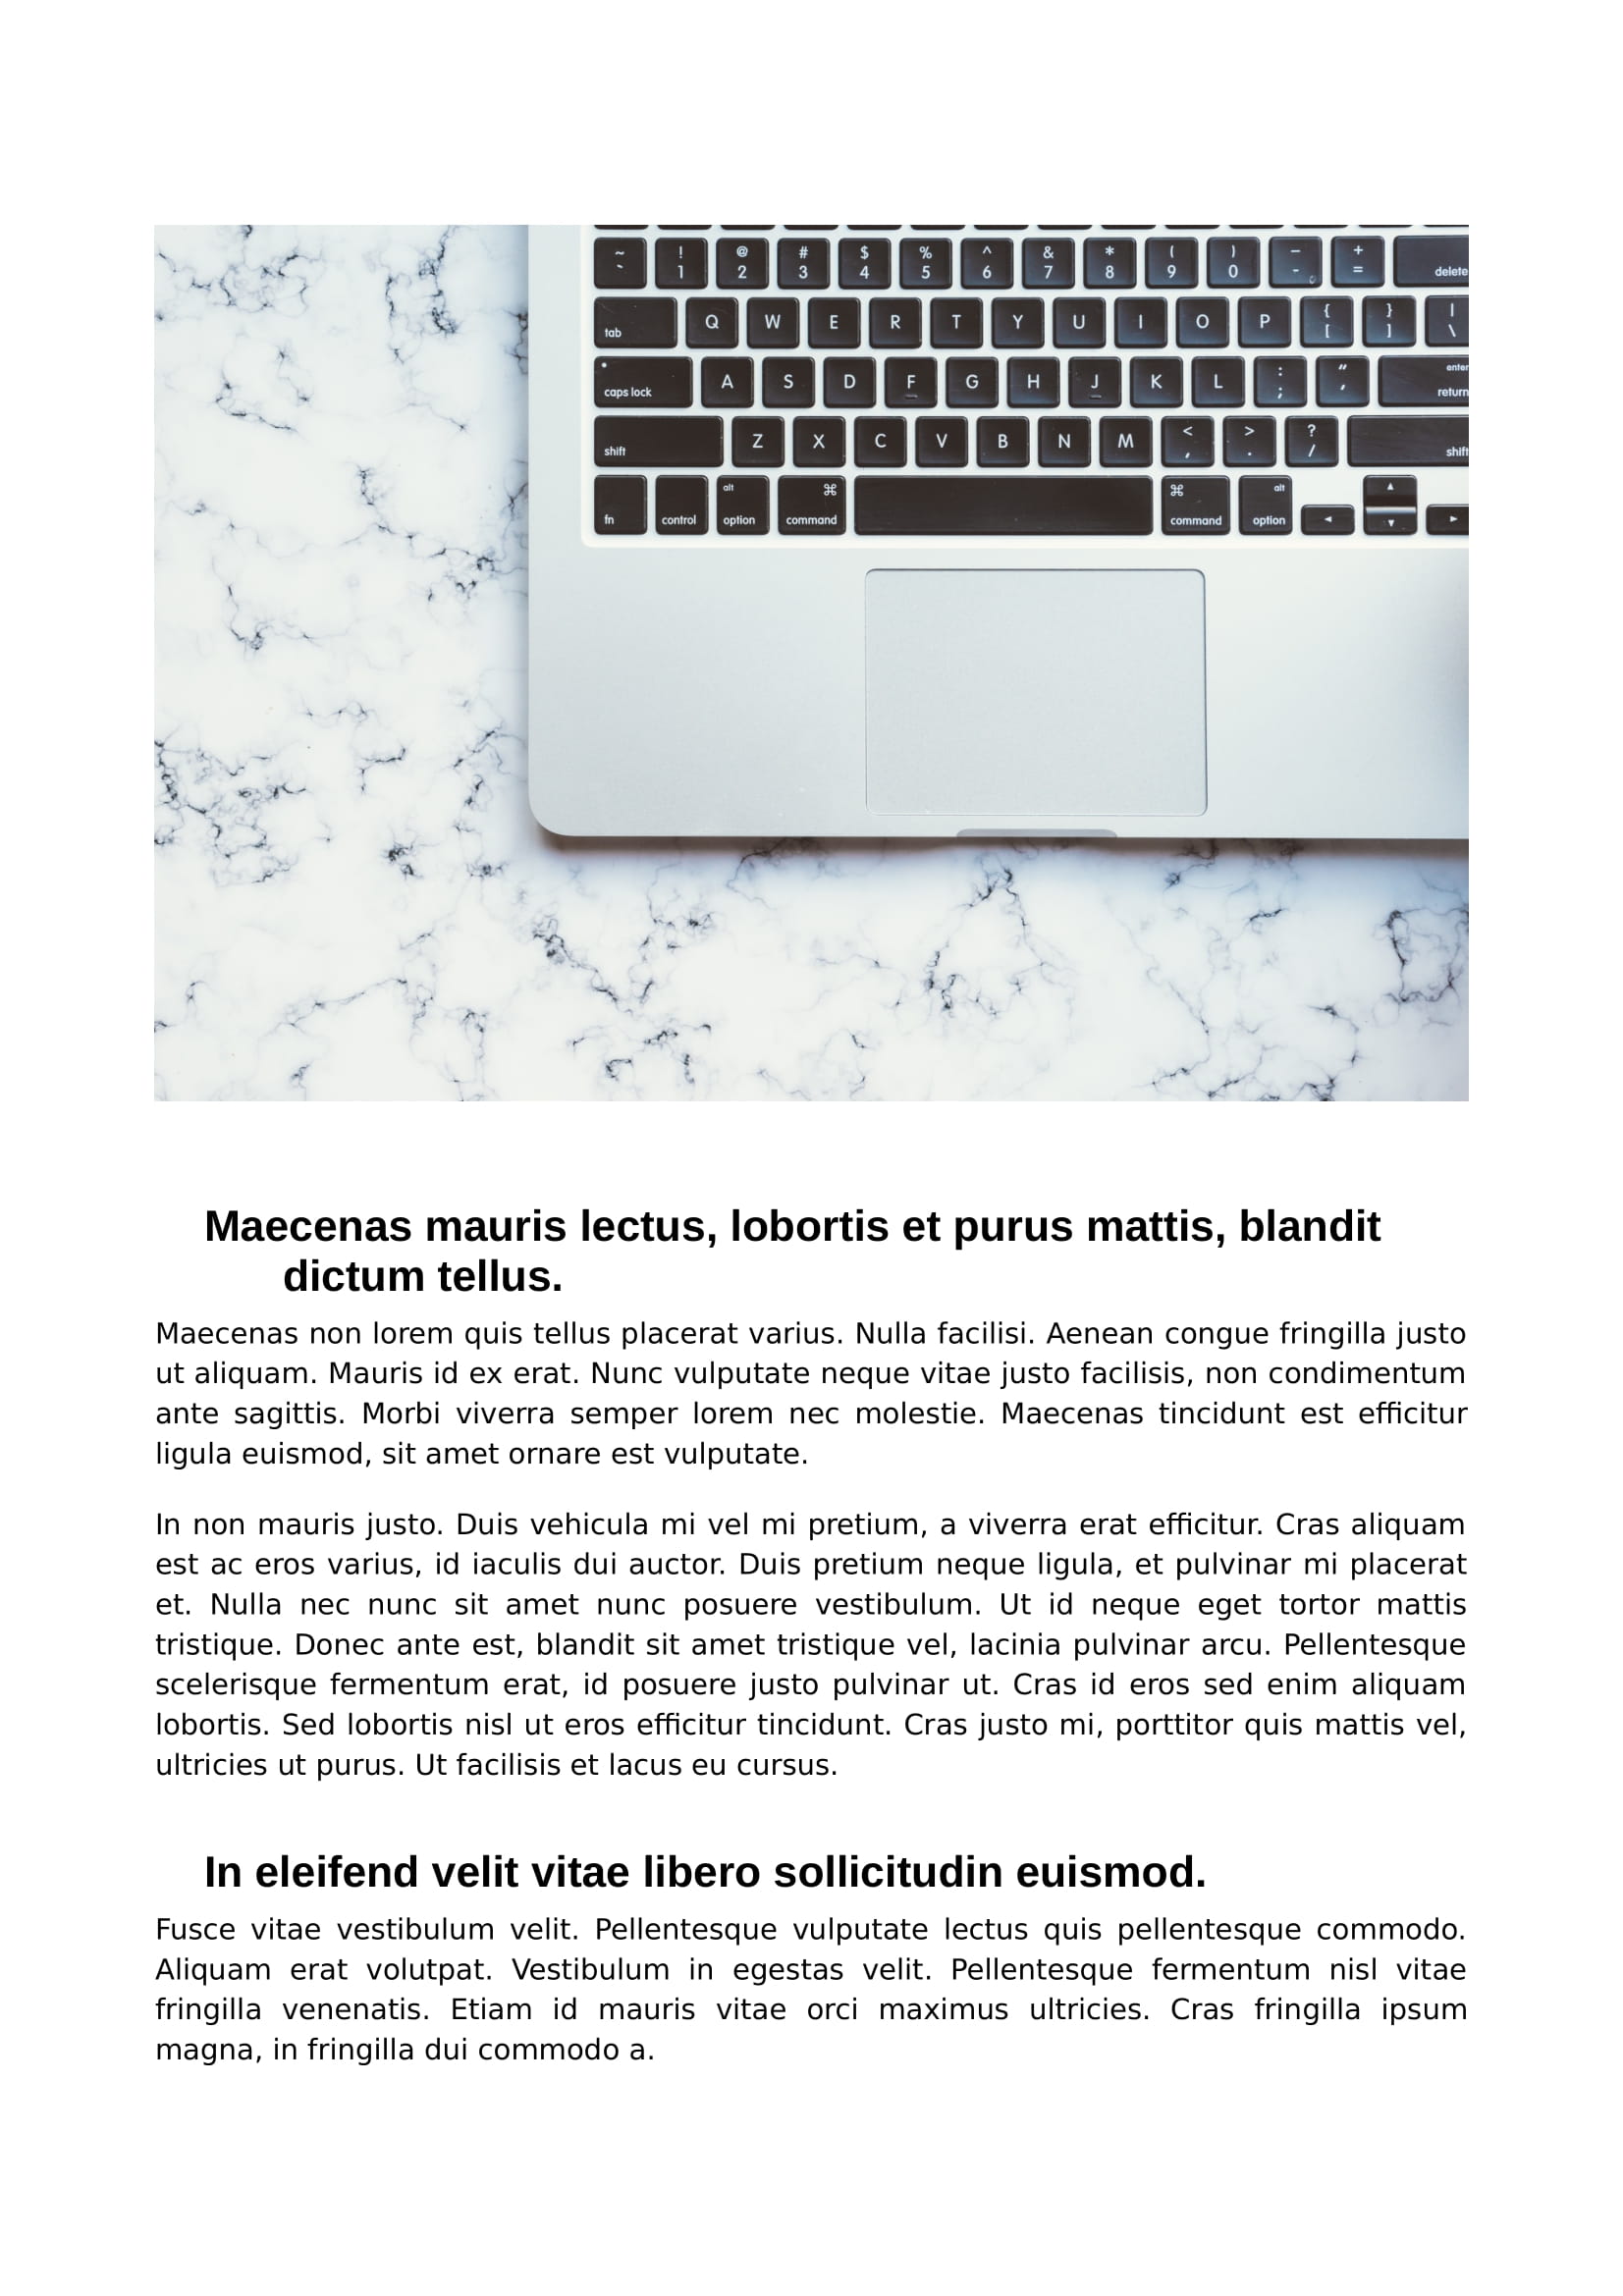 ~ ! @ # $ % ^ & * ( ) _ +
` 1 2 3 4 5 6 7 8 9 0 - = delete
tab Q W E R T Y U I O P { [ } ] | \
caps lock A S D F G H J K L : ; " ' enter return
shift Z X C V B N M < , > . ? / shift
fn control alt option ⌘ command ⌘ command alt option ◄ ▲ ▼ ►
Maecenas mauris lectus, lobortis et purus mattis, blandit
dictum tellus.
Maecenas non lorem quis tellus placerat varius. Nulla facilisi. Aenean congue fringilla justo
ut aliquam. Mauris id ex erat. Nunc vulputate neque vitae justo facilisis, non condimentum
ante sagittis. Morbi viverra semper lorem nec molestie. Maecenas tincidunt est efficitur
ligula euismod, sit amet ornare est vulputate.
In non mauris justo. Duis vehicula mi vel mi pretium, a viverra erat efficitur. Cras aliquam
est ac eros varius, id iaculis dui auctor. Duis pretium neque ligula, et pulvinar mi placerat
et. Nulla nec nunc sit amet nunc posuere vestibulum. Ut id neque eget tortor mattis
tristique. Donec ante est, blandit sit amet tristique vel, lacinia pulvinar arcu. Pellentesque
scelerisque fermentum erat, id posuere justo pulvinar ut. Cras id eros sed enim aliquam
lobortis. Sed lobortis nisl ut eros efficitur tincidunt. Cras justo mi, porttitor quis mattis vel,
ultricies ut purus. Ut facilisis et lacus eu cursus.
In eleifend velit vitae libero sollicitudin euismod.
Fusce vitae vestibulum velit. Pellentesque vulputate lectus quis pellentesque commodo.
Aliquam erat volutpat. Vestibulum in egestas velit. Pellentesque fermentum nisl vitae
fringilla venenatis. Etiam id mauris vitae orci maximus ultricies. Cras fringilla ipsum
magna, in fringilla dui commodo a.